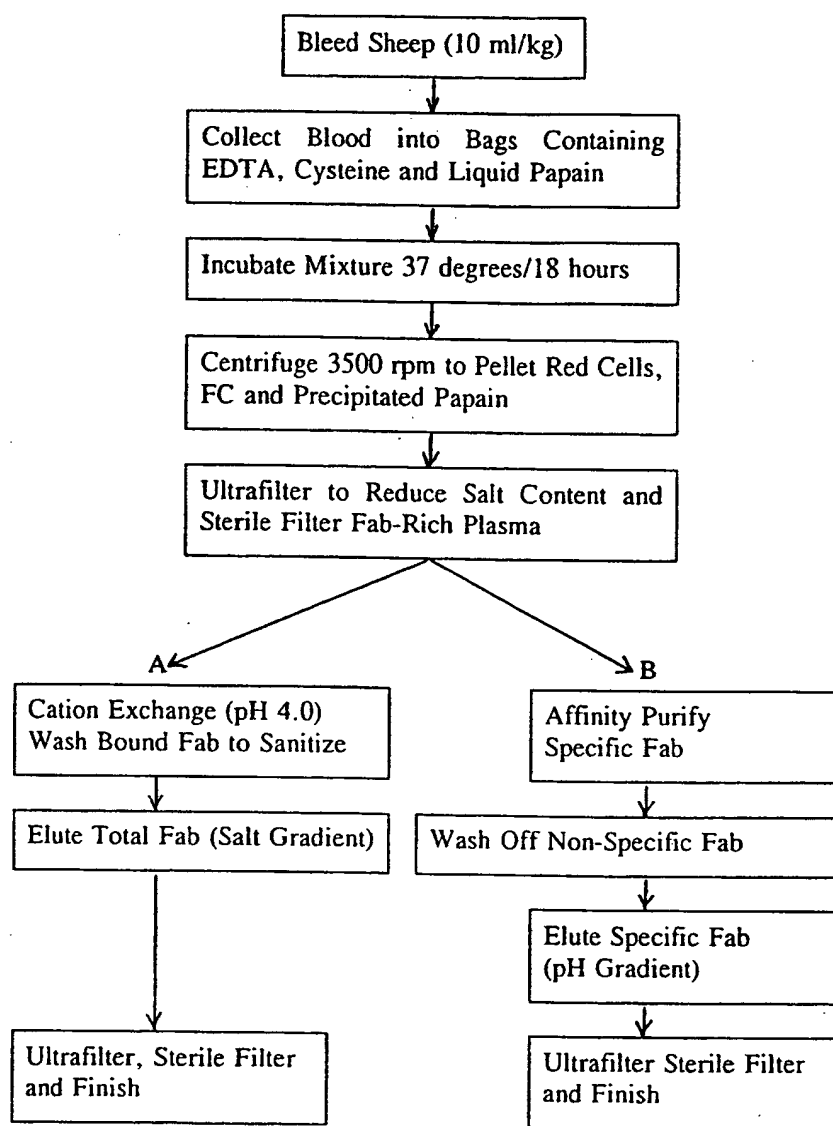 Bleed Sheep (10 ml/kg)
Collect Blood into Bags Containing
EDTA, Cysteine and Liquid Papain
Incubate Mixture 37 degrees/18 hours
Centrifuge 3500 rpm to Pellet Red Cells,
FC and Precipitated Papain
Ultrafilter to Reduce Salt Content and
Sterile Filter Fab-Rich Plasma
A
Cation Exchange (pH 4.0)
Wash Bound Fab to Sanitize
Elute Total Fab (Salt Gradient)
Ultrafilter, Sterile Filter
and Finish
B
Affinity Purify
Specific Fab
Wash Off Non-Specific Fab
Elute Specific Fab
(pH Gradient)
Ultrafilter Sterile Filter
and Finish